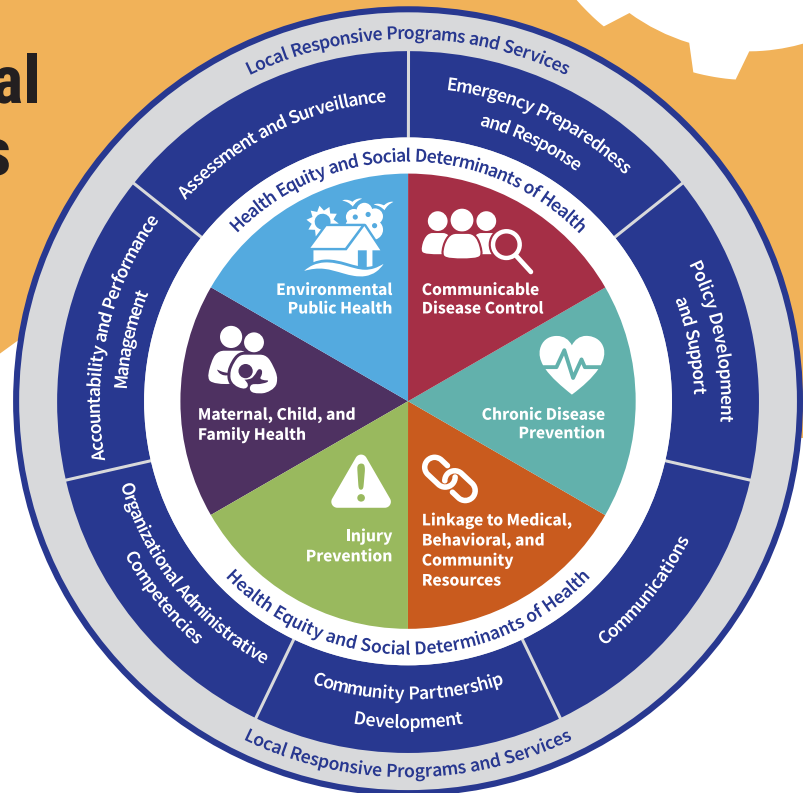 al
s
Local Responsive Programs and Services
Assessment and Surveillance
Emergency Preparedness
and Response
Policy Development
and Support
Communications
Community Partnership
Development
Organizational Administrative
Competencies
Accountability and Performance
Management
Health Equity and Social Determinants of Health
Environmental
Public Health
Communicable
Disease Control
Chronic Disease
Prevention
Linkage to Medical,
Behavioral, and
Community
Resources
Injury
Prevention
Maternal, Child, and
Family Health
Health Equity and Social Determinants of Health
Local Responsive Programs and Services